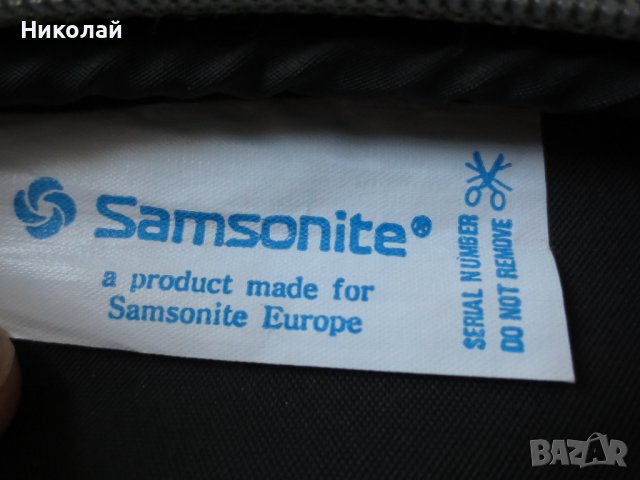 Николай
Samsonite®
a product made for
Samsonite Europe
SERIAL NUMBER
DO NOT REMOVE
BAZAR